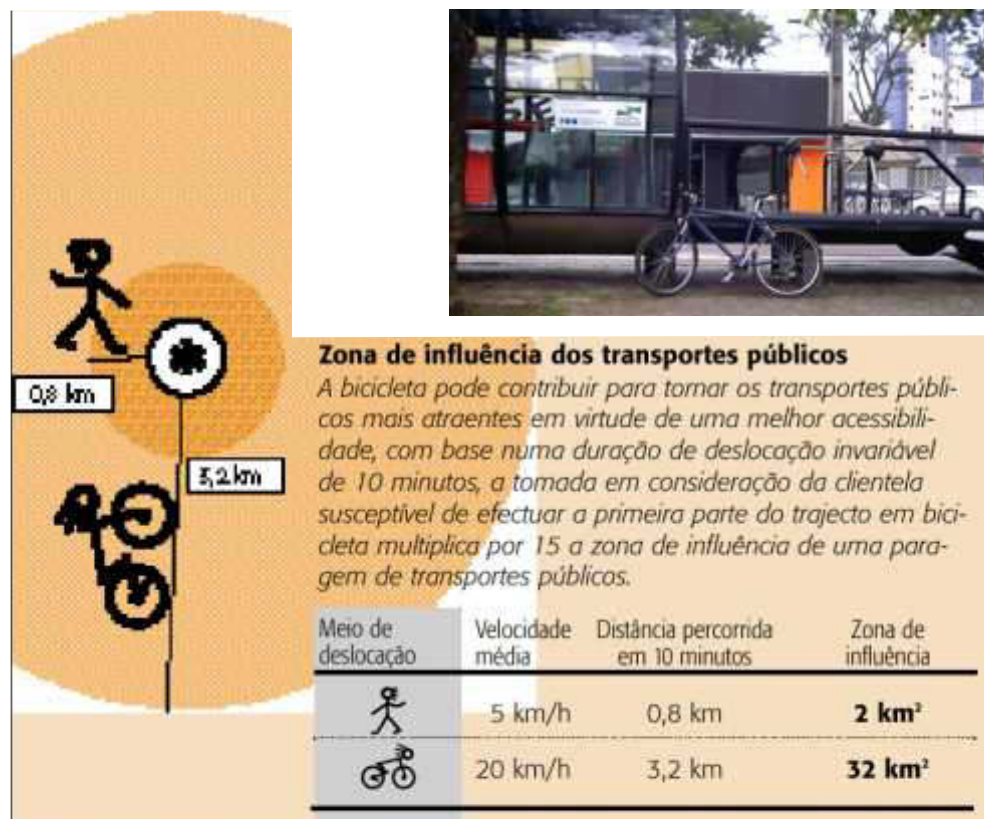 0,8 km
3,2 km
Zona de influência dos transportes públicos
A bicicleta pode contribuir para tornar os transportes públi-
cos mais atraentes em virtude de uma melhor acessibili-
dade, com base numa duração de deslocação invariável
de 10 minutos, a tomada em consideração da clientela
susceptível de efectuar a primeira parte do trajecto em bici-
cleta multiplica por 15 a zona de influência de uma para-
gem de transportes públicos.
Meio de deslocação Velocidade média Distância percorrida em 10 minutos Zona de influência
5 km/h 0,8 km 2 km²
20 km/h 3,2 km 32 km²